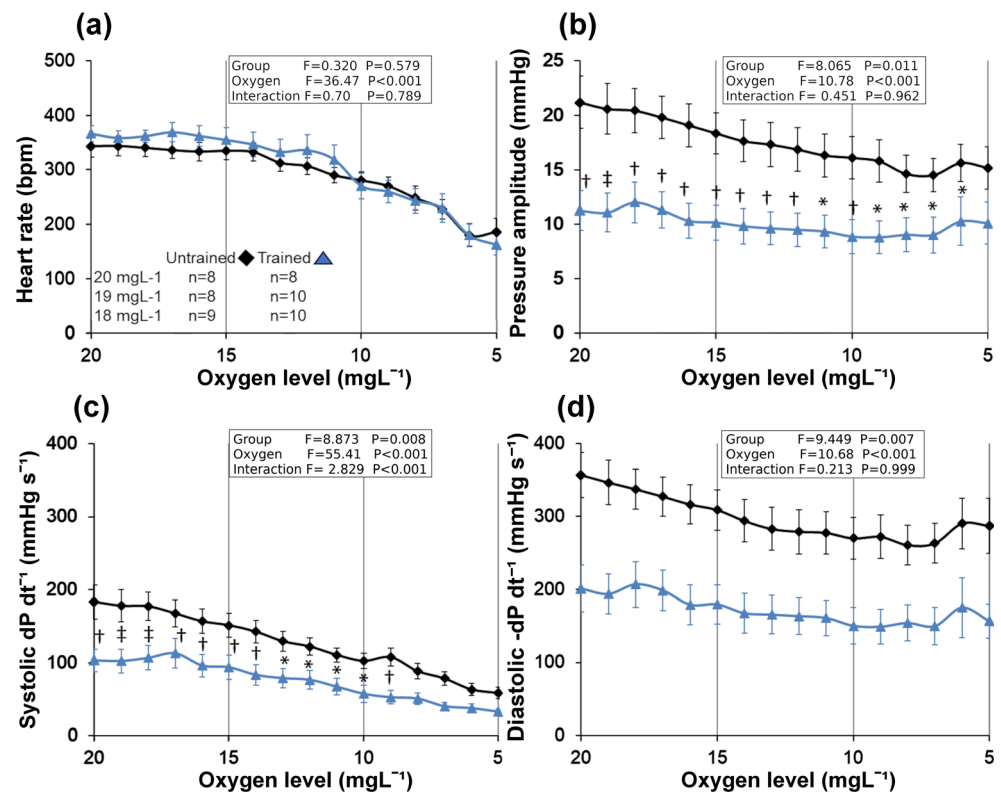 (a)
Group F=0.320 P=0.579
Oxygen F=36.47 P<0.001
Interaction F=0.70 P=0.789
Heart rate (bpm)
500
400
300
200
100
0
Untrained Trained
20 mgL-1 n=8 n=8
19 mgL-1 n=8 n=10
18 mgL-1 n=9 n=10
20 15 10 5
Oxygen level (mgL⁻¹)
(b)
Group F=8.065 P=0.011
Oxygen F=10.78 P<0.001
Interaction F= 0.451 P=0.962
Pressure amplitude (mmHg)
25
20
15
10
5
0
† ‡ † † † † † † † * † * * * *
20 15 10 5
Oxygen level (mgL⁻¹)
(c)
Group F=8.873 P=0.008
Oxygen F=55.41 P<0.001
Interaction F= 2.829 P<0.001
Systolic dP dt⁻¹ (mmHg s⁻¹)
400
300
200
100
0
† ‡ ‡ † † † † * * * * †
20 15 10 5
Oxygen level (mgL⁻¹)
(d)
Group F=9.449 P=0.007
Oxygen F=10.68 P<0.001
Interaction F=0.213 P=0.999
Diastolic -dP dt⁻¹ (mmHg s⁻¹)
400
300
200
100
0
20 15 10 5
Oxygen level (mgL⁻¹)